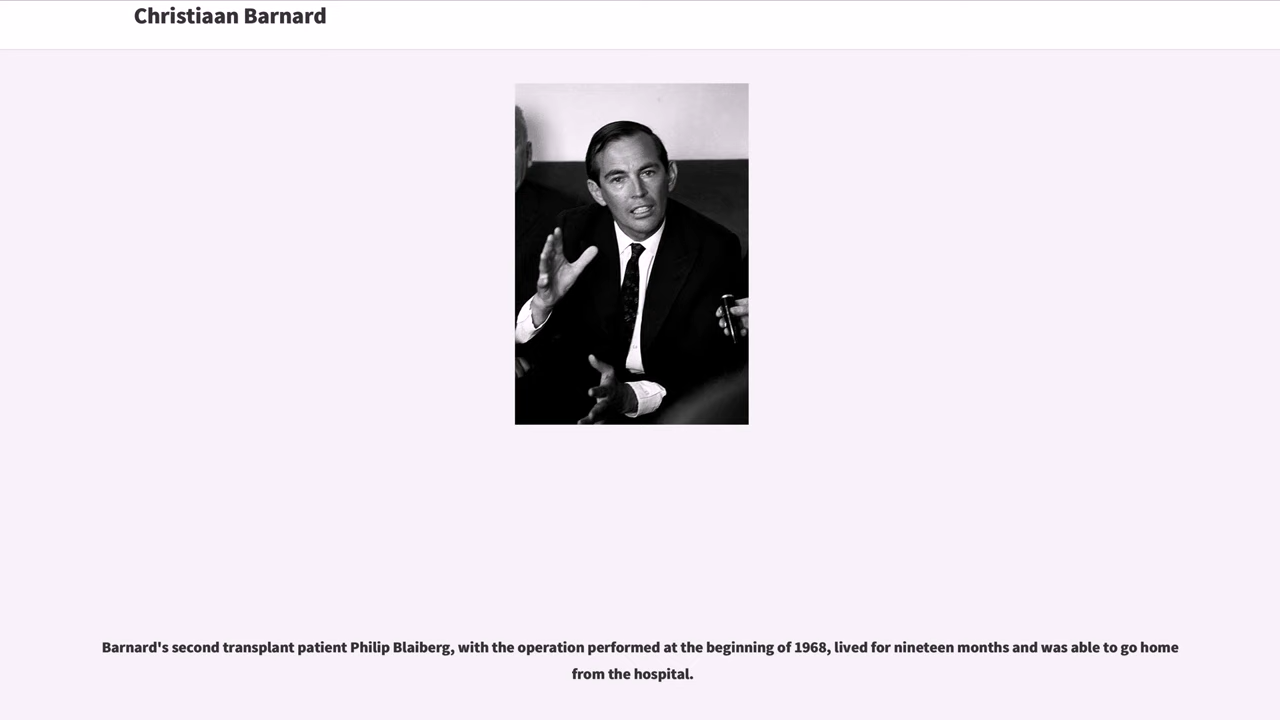 Christiaan Barnard
Barnard's second transplant patient Philip Blaiberg, with the operation performed at the beginning of 1968, lived for nineteen months and was able to go home
from the hospital.